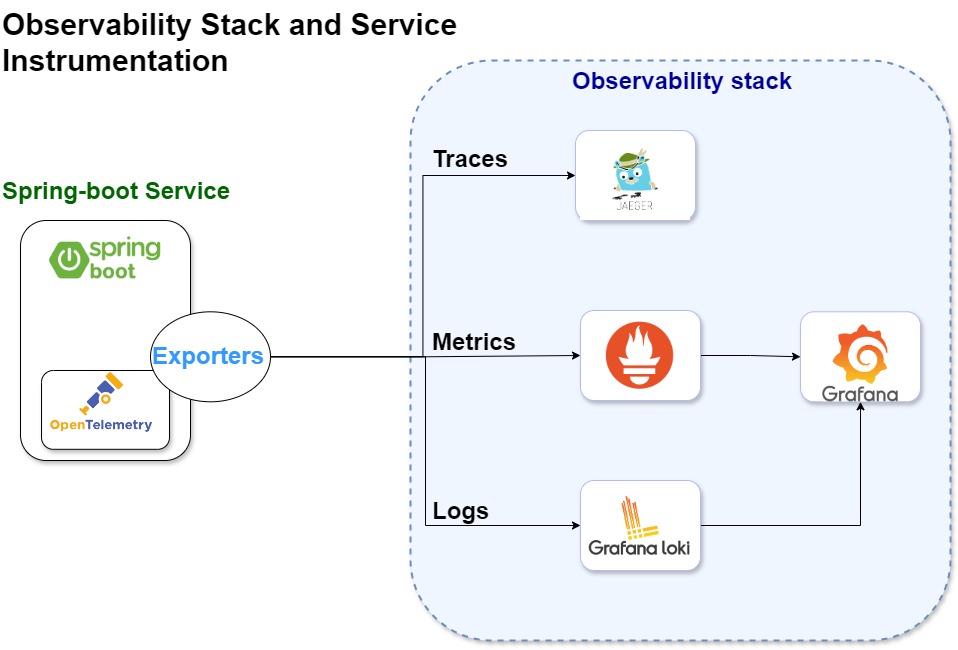 Observability Stack and Service
Instrumentation
Observability stack
Traces
JAEGER
Spring-boot Service
spring
boot
Metrics
Exporters
Grafana
OpenTelemetry
Logs
Grafana loki